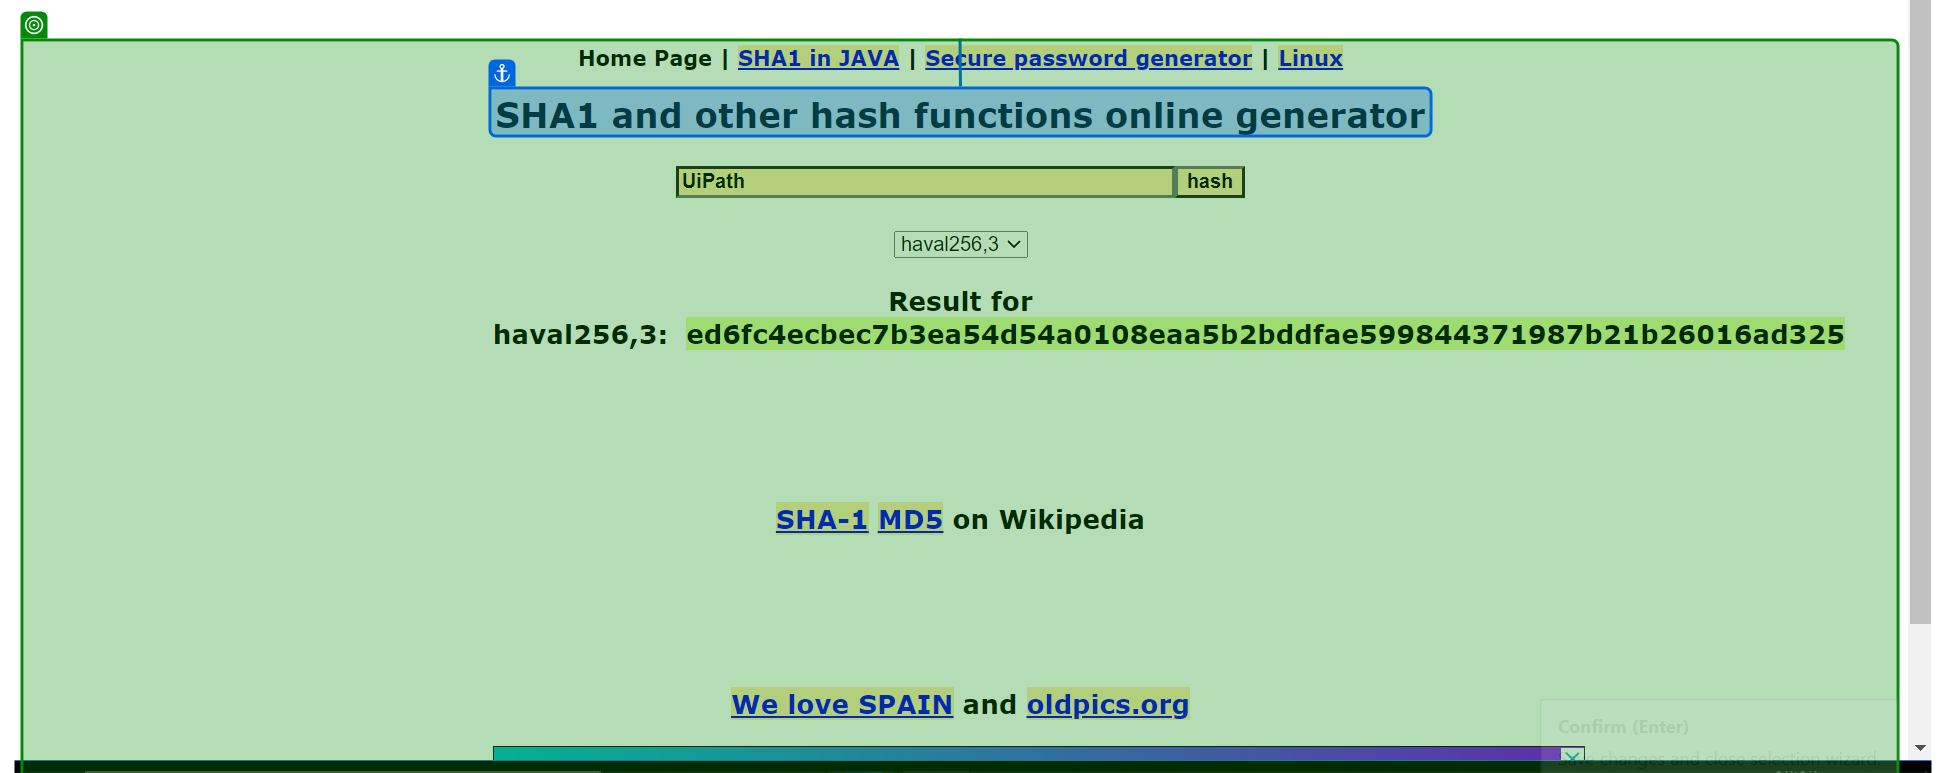 Home Page | SHA1 in JAVA | Secure password generator | Linux
SHA1 and other hash functions online generator
UiPath hash
haval256,3
Result for
haval256,3: ed6fc4ecbec7b3ea54d54a0108eaa5b2bddfae599844371987b21b26016ad325
SHA-1 MD5 on Wikipedia
We love SPAIN and oldpics.org
Confirm (Enter)
changes and close selection wizard.